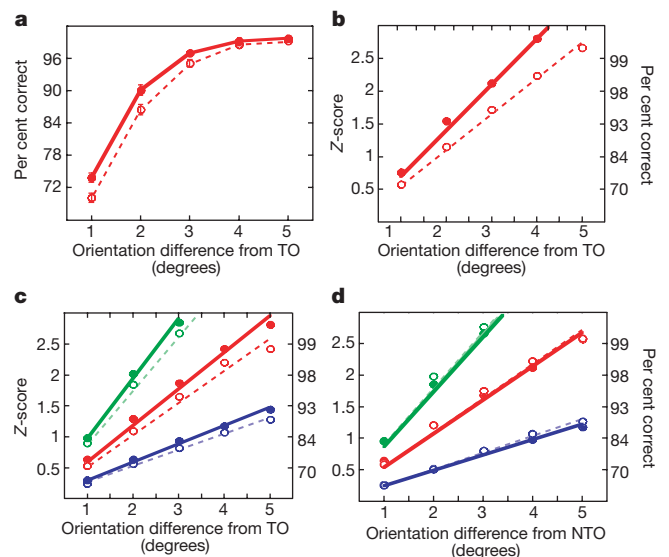 a
Per cent correct
96
90
84
78
72
1 2 3 4 5
Orientation difference from TO
(degrees)
b
Z-score
2.5
2
1.5
1
0.5
99
98
93
84
70
Per cent correct
1 2 3 4 5
Orientation difference from TO
(degrees)
c
Z-score
2.5
2
1.5
1
0.5
99
98
93
84
70
1 2 3 4 5
Orientation difference from TO
(degrees)
d
2.5
2
1.5
1
0.5
99
98
93
84
70
Per cent correct
1 2 3 4 5
Orientation difference from NTO
(degrees)